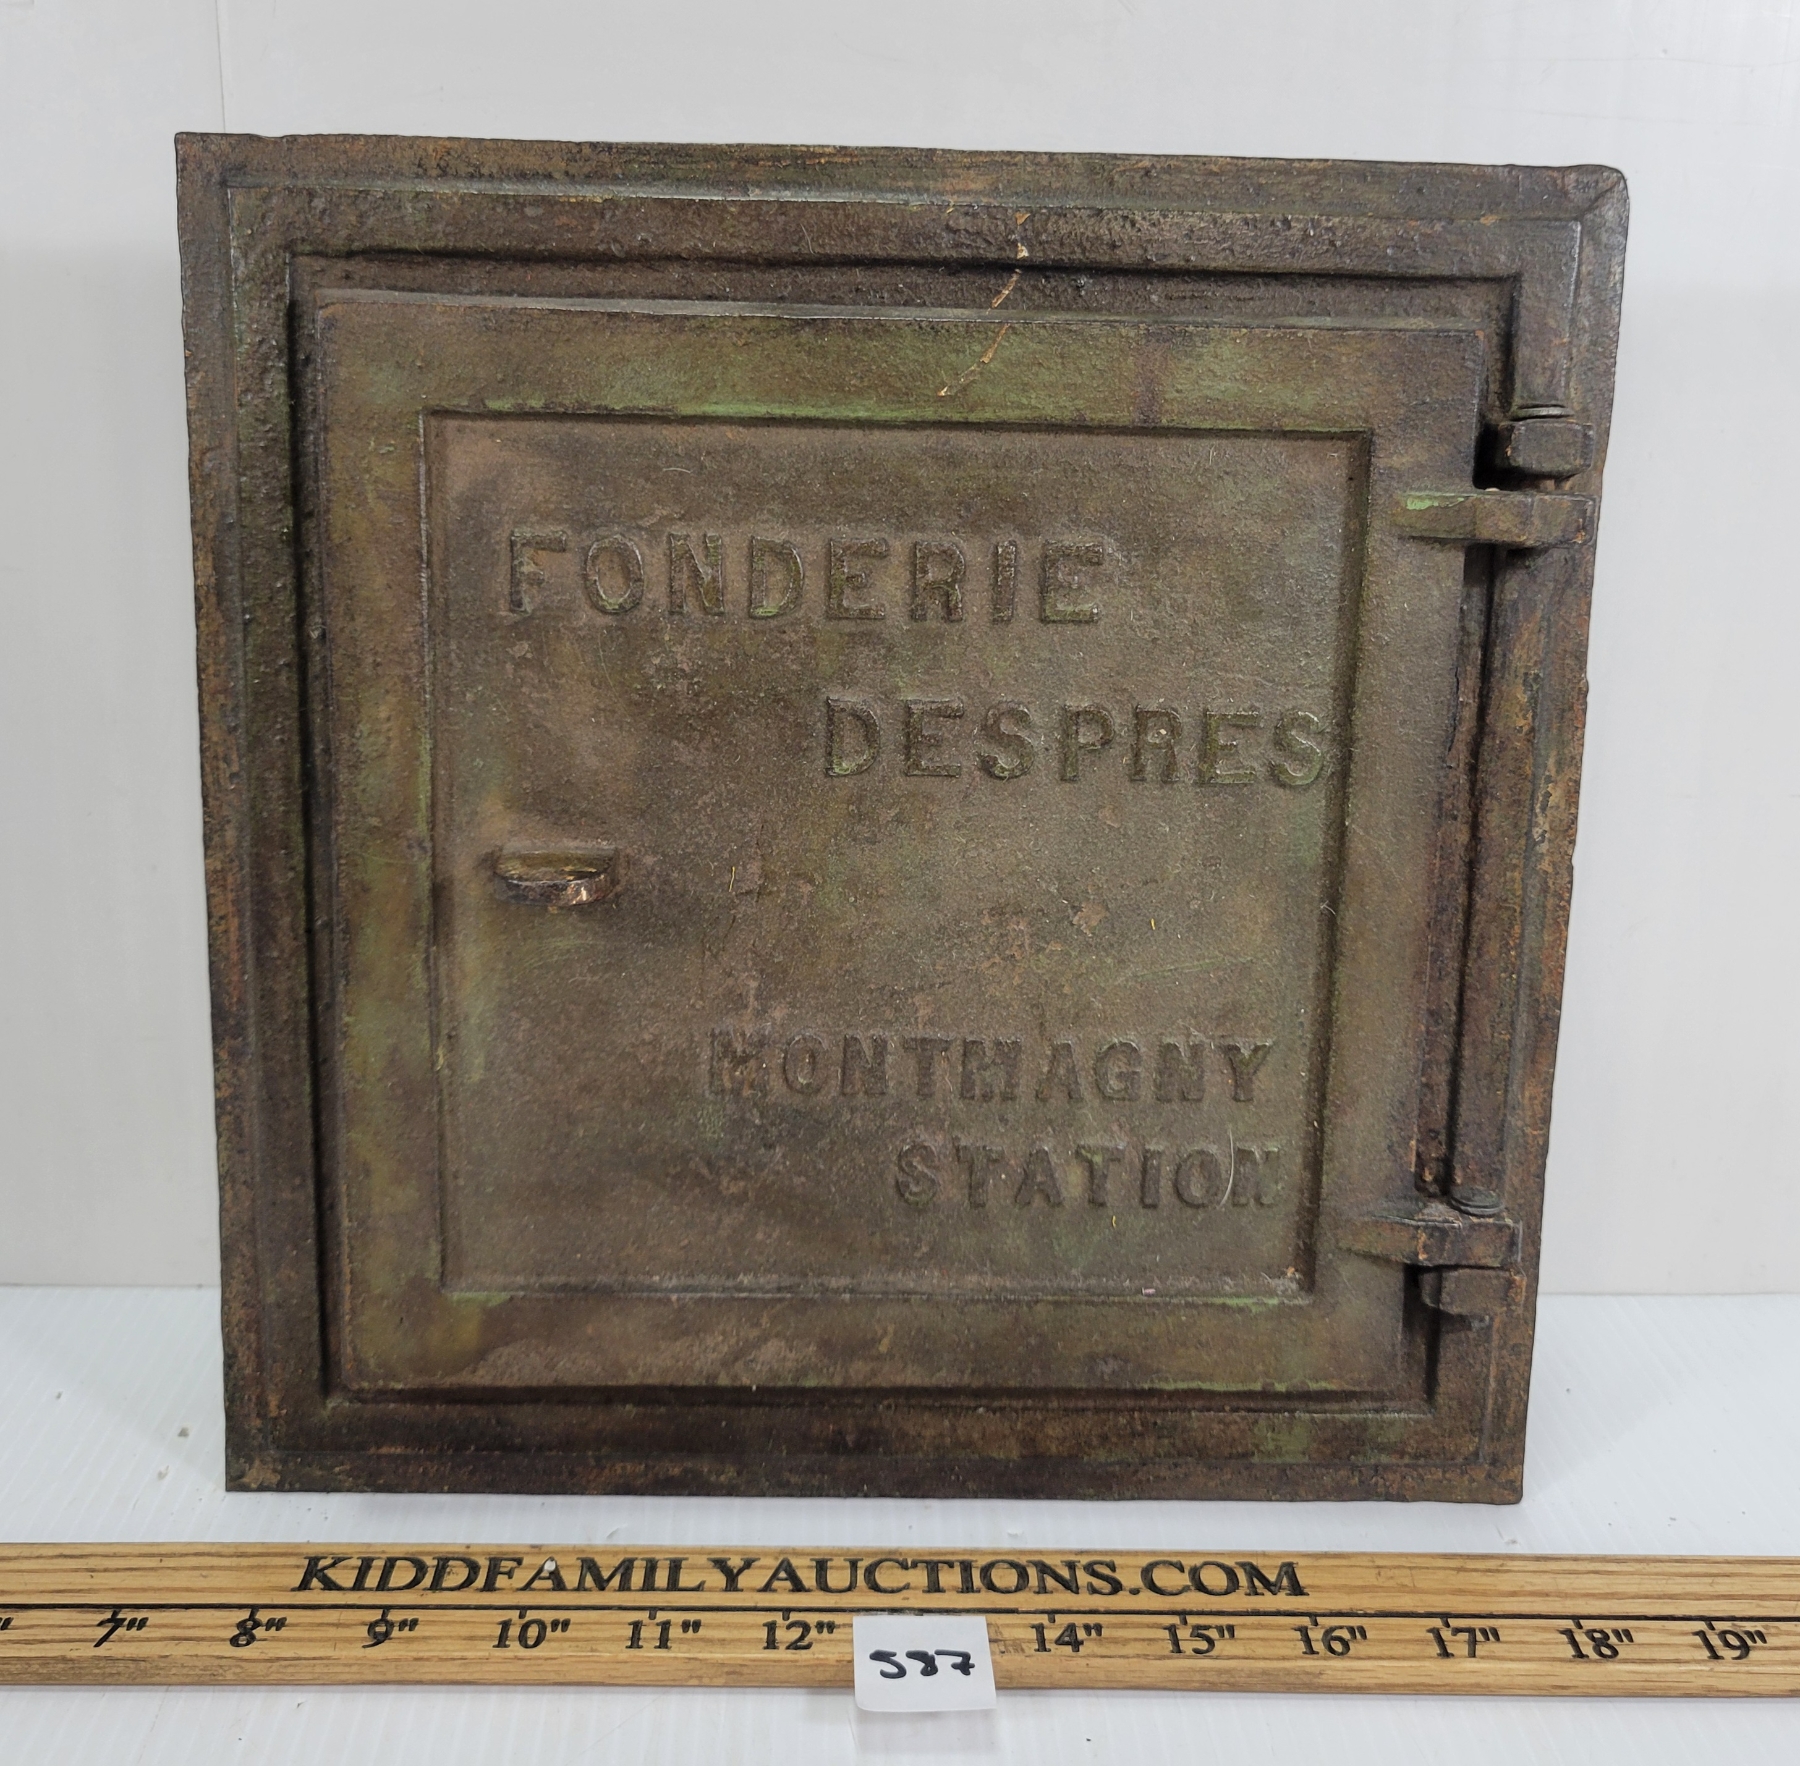 FONDERIE
DESPRES
MONTMAGNY
STATION
KIDDFAMILYAUCTIONS.COM
7" 8" 9" 10" 11" 12" 14" 15" 16" 17" 18" 19"
587